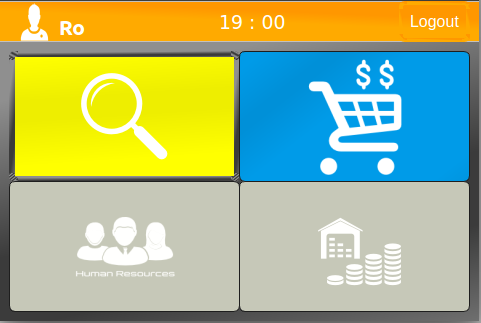 Ro
19 : 00
Logout
$ $
Human Resources